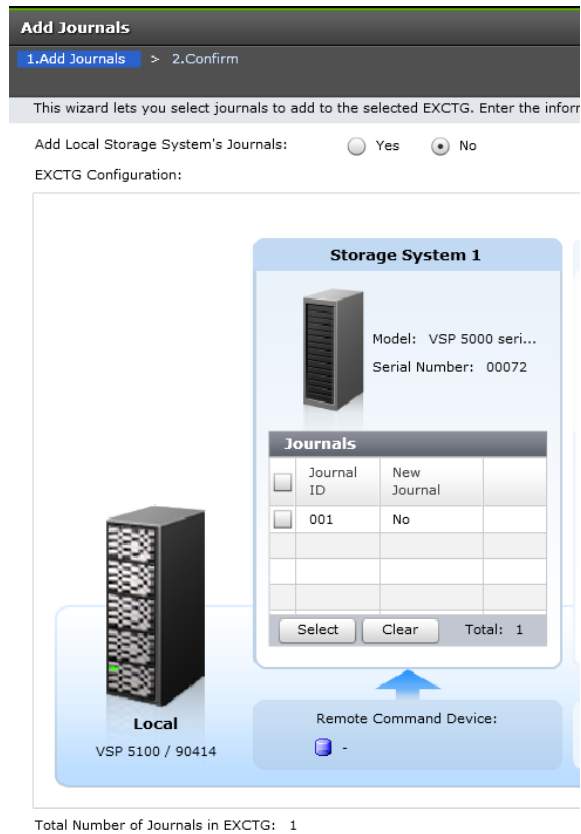 Add Journals
1.Add Journals > 2.Confirm
This wizard lets you select journals to add to the selected EXCTG. Enter the infor
Add Local Storage System's Journals: Yes No
EXCTG Configuration:
Storage System 1
Model: VSP 5000 seri...
Serial Number: 00072
Journals
Journal ID New Journal
001 No
Select Clear Total: 1
Local
VSP 5100 / 90414
Remote Command Device:
-
Total Number of Journals in EXCTG: 1